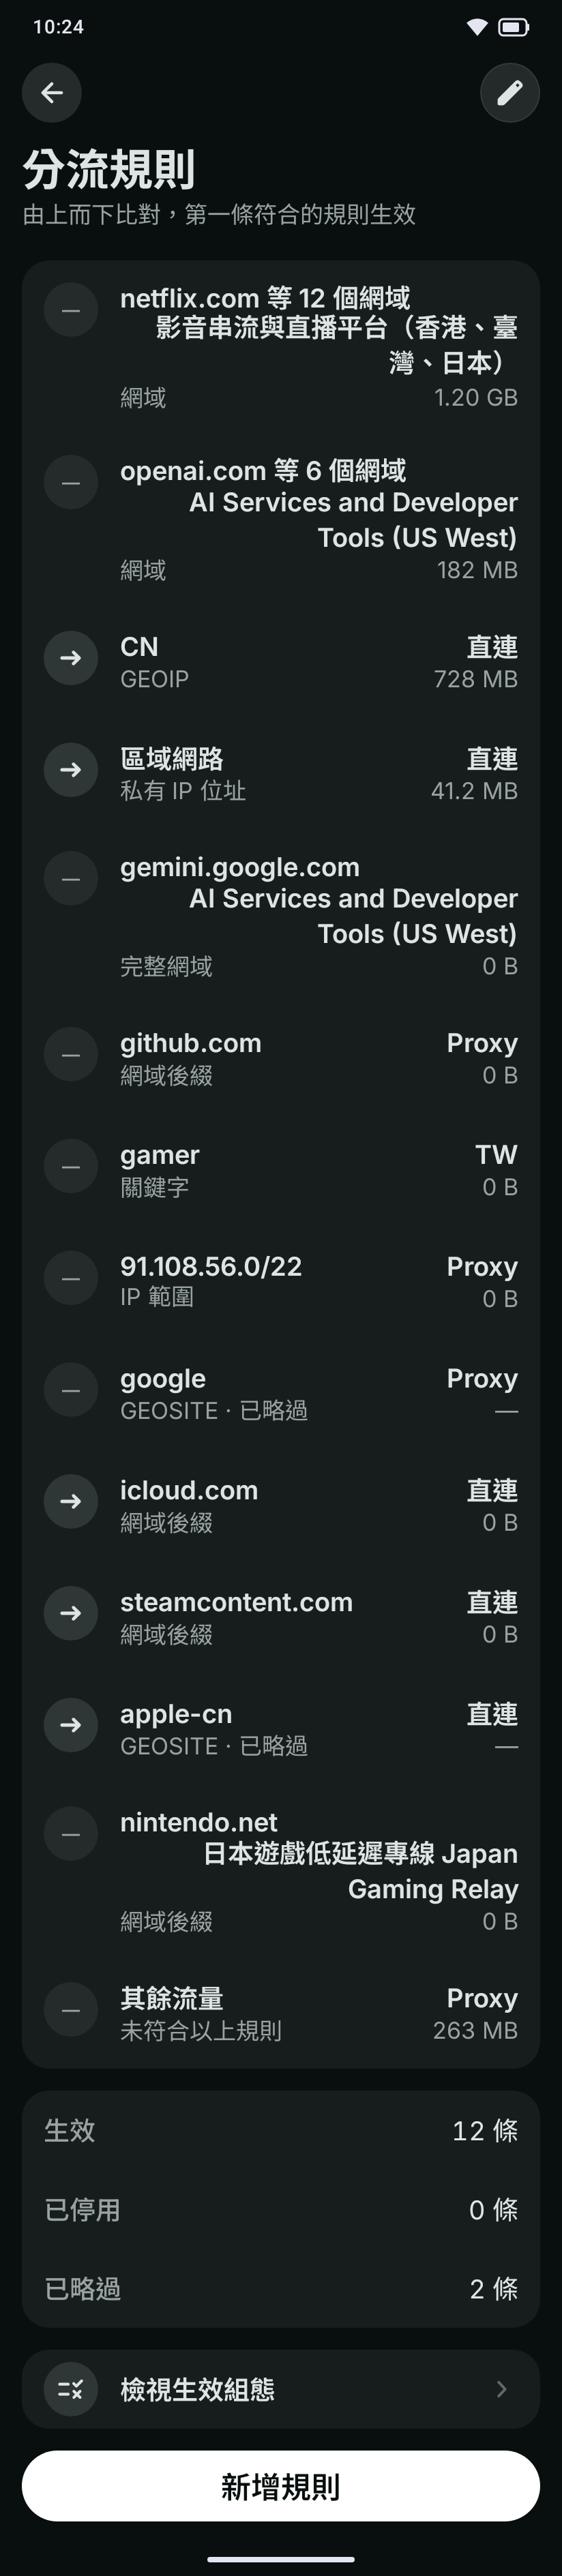 10:24
分流規則
由上而下比對，第一條符合的規則生效
netflix.com 等 12 個網域
影音串流與直播平台（香港、臺
灣、日本）
網域 1.20 GB
openai.com 等 6 個網域
AI Services and Developer
Tools (US West)
網域 182 MB
CN 直連
GEOIP 728 MB
區域網路 直連
私有 IP 位址 41.2 MB
gemini.google.com
AI Services and Developer
Tools (US West)
完整網域 0 B
github.com Proxy
網域後綴 0 B
gamer TW
關鍵字 0 B
91.108.56.0/22 Proxy
IP 範圍 0 B
google Proxy
GEOSITE · 已略過 —
icloud.com 直連
網域後綴 0 B
steamcontent.com 直連
網域後綴 0 B
apple-cn 直連
GEOSITE · 已略過 —
nintendo.net
日本遊戲低延遲專線 Japan
Gaming Relay
網域後綴 0 B
其餘流量 Proxy
未符合以上規則 263 MB
生效 12 條
已停用 0 條
已略過 2 條
檢視生效組態
新增規則